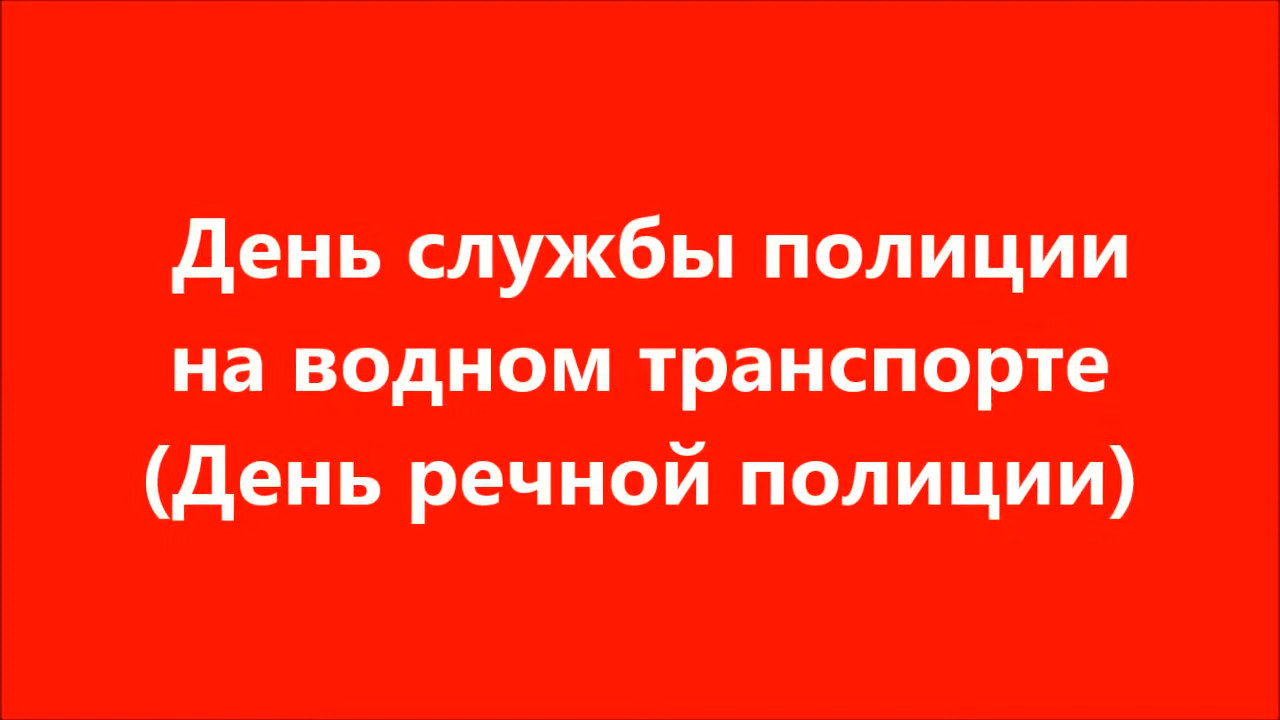 День службы полиции
на водном транспорте
(День речной полиции)